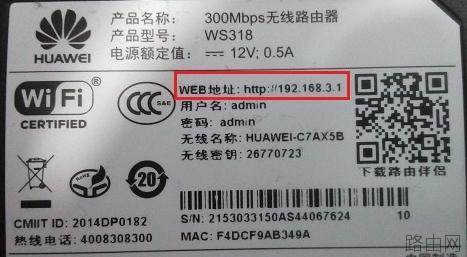 HUAWEI
产品名称: 300Mbps无线路由器
产品型号: WS318
电源额定值: 12V; 0.5A
WiFi
CERTIFIED
CCC
S&E
WEB地址: http://192.168.3.1
用户名: admin
密码: admin
无线名称: HUAWEI-C7AX5B
无线密钥: 26770723
下载路由伴侣
20
CMIIT ID: 2014DP0182
热线电话: 4008308300
S/N: 2153033150AS44067624 10
MAC: F4DCF9AB349A
中国制造
路由网